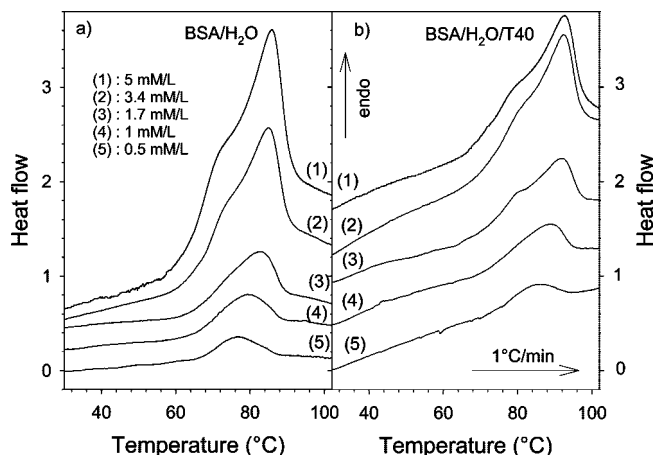 a)
BSA/H₂O
(1) : 5 mM/L
(2) : 3.4 mM/L
(3) : 1.7 mM/L
(4) : 1 mM/L
(5) : 0.5 mM/L
(1)
(2)
(3)
(4)
(5)
Heat flow
3
2
1
0
40 60 80 100
Temperature (°C)
b)
BSA/H₂O/T40
endo
(1)
(2)
(3)
(4)
(5)
1°C/min
3
2
1
0
Heat flow
40 60 80 100
Temperature (°C)